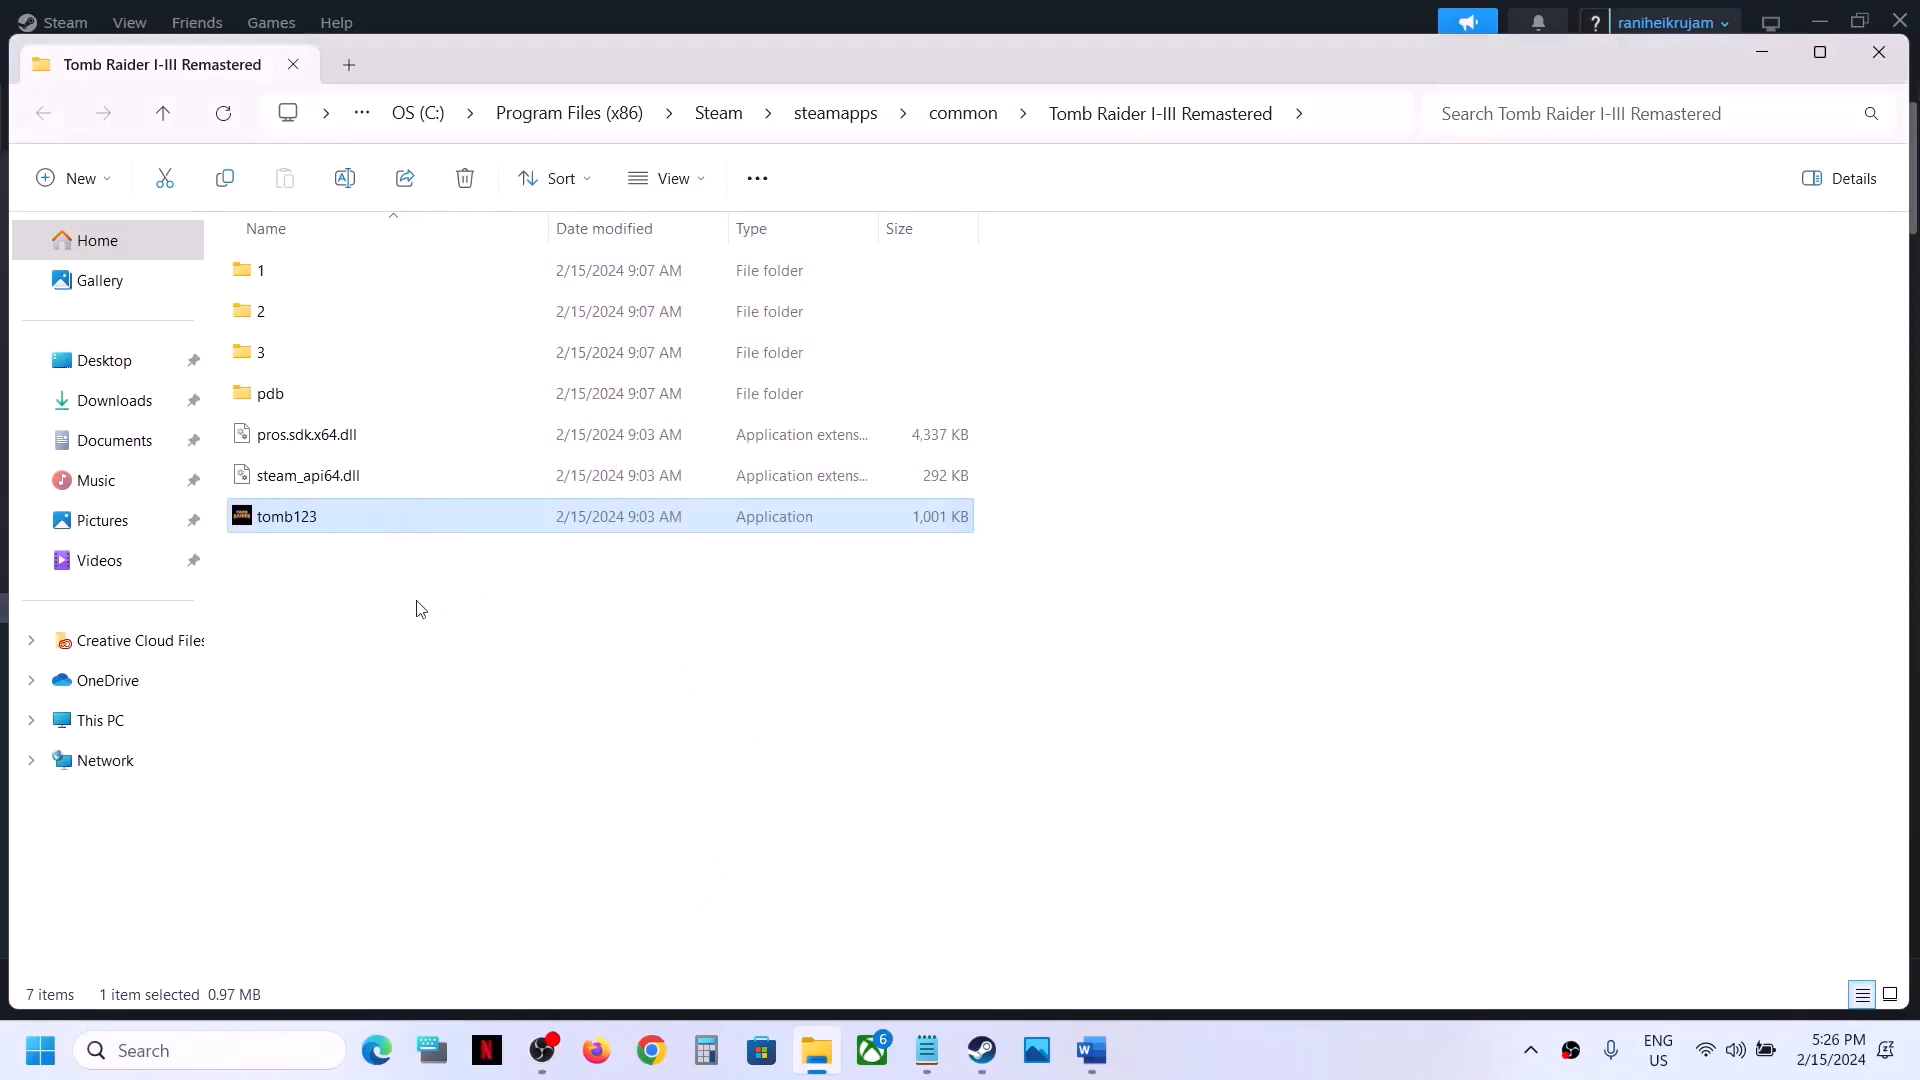 Steam View Friends Games Help ? raniheikrujam
Tomb Raider I-III Remastered
OS (C:) Program Files (x86) Steam steamapps common Tomb Raider I-III Remastered Search Tomb Raider I-III Remastered
New Sort View Details
Name Date modified Type Size
Home
Gallery
Desktop
Downloads
Documents
Music
Pictures
Videos
Creative Cloud Files
OneDrive
This PC
Network
1 2/15/2024 9:07 AM File folder
2 2/15/2024 9:07 AM File folder
3 2/15/2024 9:07 AM File folder
pdb 2/15/2024 9:07 AM File folder
pros.sdk.x64.dll 2/15/2024 9:03 AM Application extens... 4,337 KB
steam_api64.dll 2/15/2024 9:03 AM Application extens... 292 KB
tomb123 2/15/2024 9:03 AM Application 1,001 KB
7 items 1 item selected 0.97 MB
Search 6 ENG 5:26 PM
US 2/15/2024